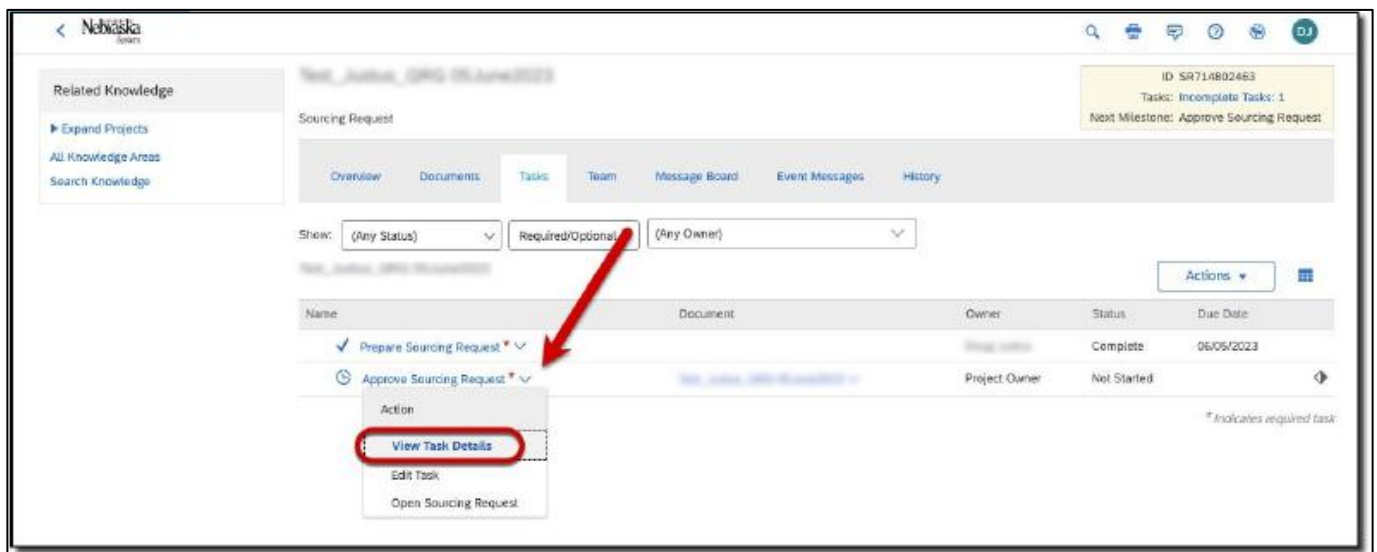 Nebraska
DJ
Related Knowledge
Expand Projects
All Knowledge Areas
Search Knowledge
ID SR714802463
Tasks: Incomplete Tasks: 1
Next Milestone: Approve Sourcing Request
Sourcing Request
Overview Documents Tasks Team Message Board Event Messages History
Show: (Any Status) Required/Optional (Any Owner)
Actions
Name Document Owner Status Due Date
Prepare Sourcing Request * Complete 06/05/2023
Approve Sourcing Request * Project Owner Not Started
* Indicates required task
Action
View Task Details
Edit Task
Open Sourcing Request